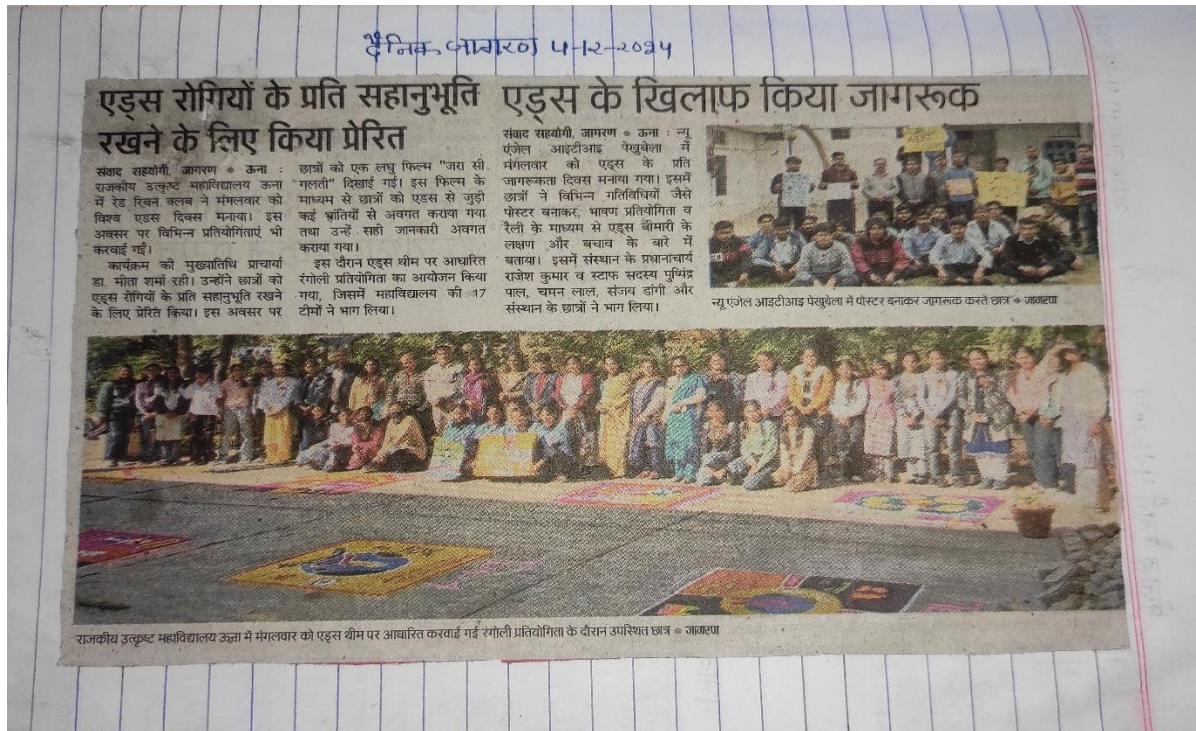 दैनिक जागरण 4-12-2024
एड्स रोगियों के प्रति सहानुभूति
रखने के लिए किया प्रेरित
संवाद सहयोगी, जागरण ● ऊना :
राजकीय उत्कृष्ट महाविद्यालय ऊना
में रेड रिबन क्लब ने मंगलवार को
विश्व एडस दिवस मनाया। इस
अवसर पर विभिन्न प्रतियोगिताएं भी
करवाई गईं।
कार्यक्रम की मुख्यातिथि प्राचार्या
डा. मीता शर्मा रही। उन्होंने छात्रों को
एड्स रोगियों के प्रति सहानुभूति रखने
के लिए प्रेरित किया। इस अवसर पर
छात्रों को एक लघु फिल्म "जरा सी
गलती" दिखाई गई। इस फिल्म के
माध्यम से छात्रों को एडस से जुड़ी
कई भ्रांतियों से अवगत कराया गया
तथा उन्हें सही जानकारी अवगत
कराया गया।
इस दौरान एड्स थीम पर आधारित
रंगोली प्रतियोगिता का आयोजन किया
गया, जिसमें महाविद्यालय की 17
टीमों ने भाग लिया।
एड्स के खिलाफ किया जागरूक
संवाद सहयोगी, जागरण ● ऊना : न्यू
एंजेल आइटीआइ पेखुबेला में
मंगलवार को एड्स के प्रति
जागरूकता दिवस मनाया गया। इसमें
छात्रों ने विभिन्न गतिविधियों जैसे
पोस्टर बनाकर, भाषण प्रतियोगिता व
रैली के माध्यम से एड्स बीमारी के
लक्षण और बचाव के बारे में
बताया। इसमें संस्थान के प्रधानाचार्य
राजेश कुमार व स्टाफ सदस्य पुष्पिंद्र
पाल, चमन लाल, संजय डांगी और
संस्थान के छात्रों ने भाग लिया।
न्यू एंजेल आइटीआइ पेखुबेला में पोस्टर बनाकर जागरूक करते छात्र ● जागरण
राजकीय उत्कृष्ट महाविद्यालय ऊना में मंगलवार को एड्स थीम पर आधारित करवाई गई रंगोली प्रतियोगिता के दौरान उपस्थित छात्र ● जागरण